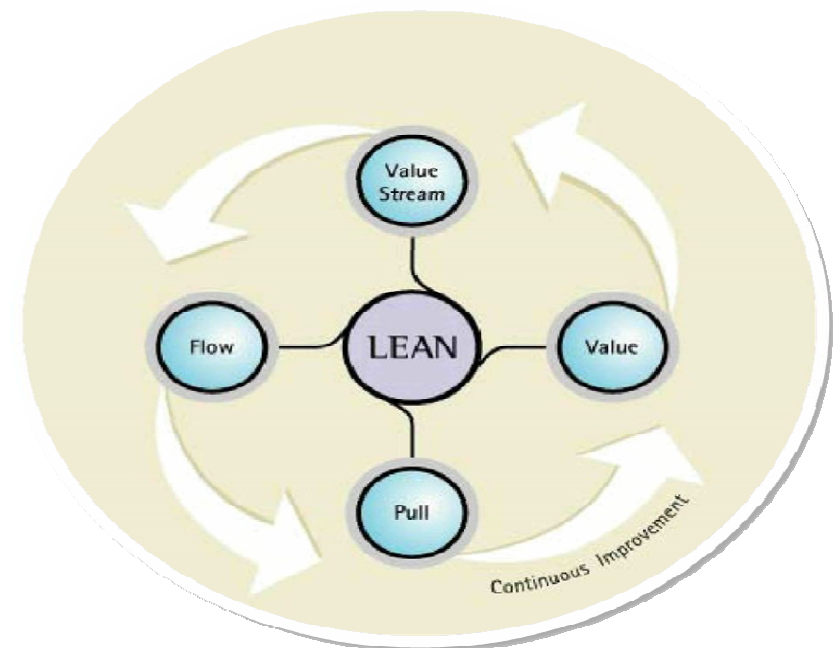 Value
Stream
Flow
LEAN
Value
Pull
Continuous Improvement